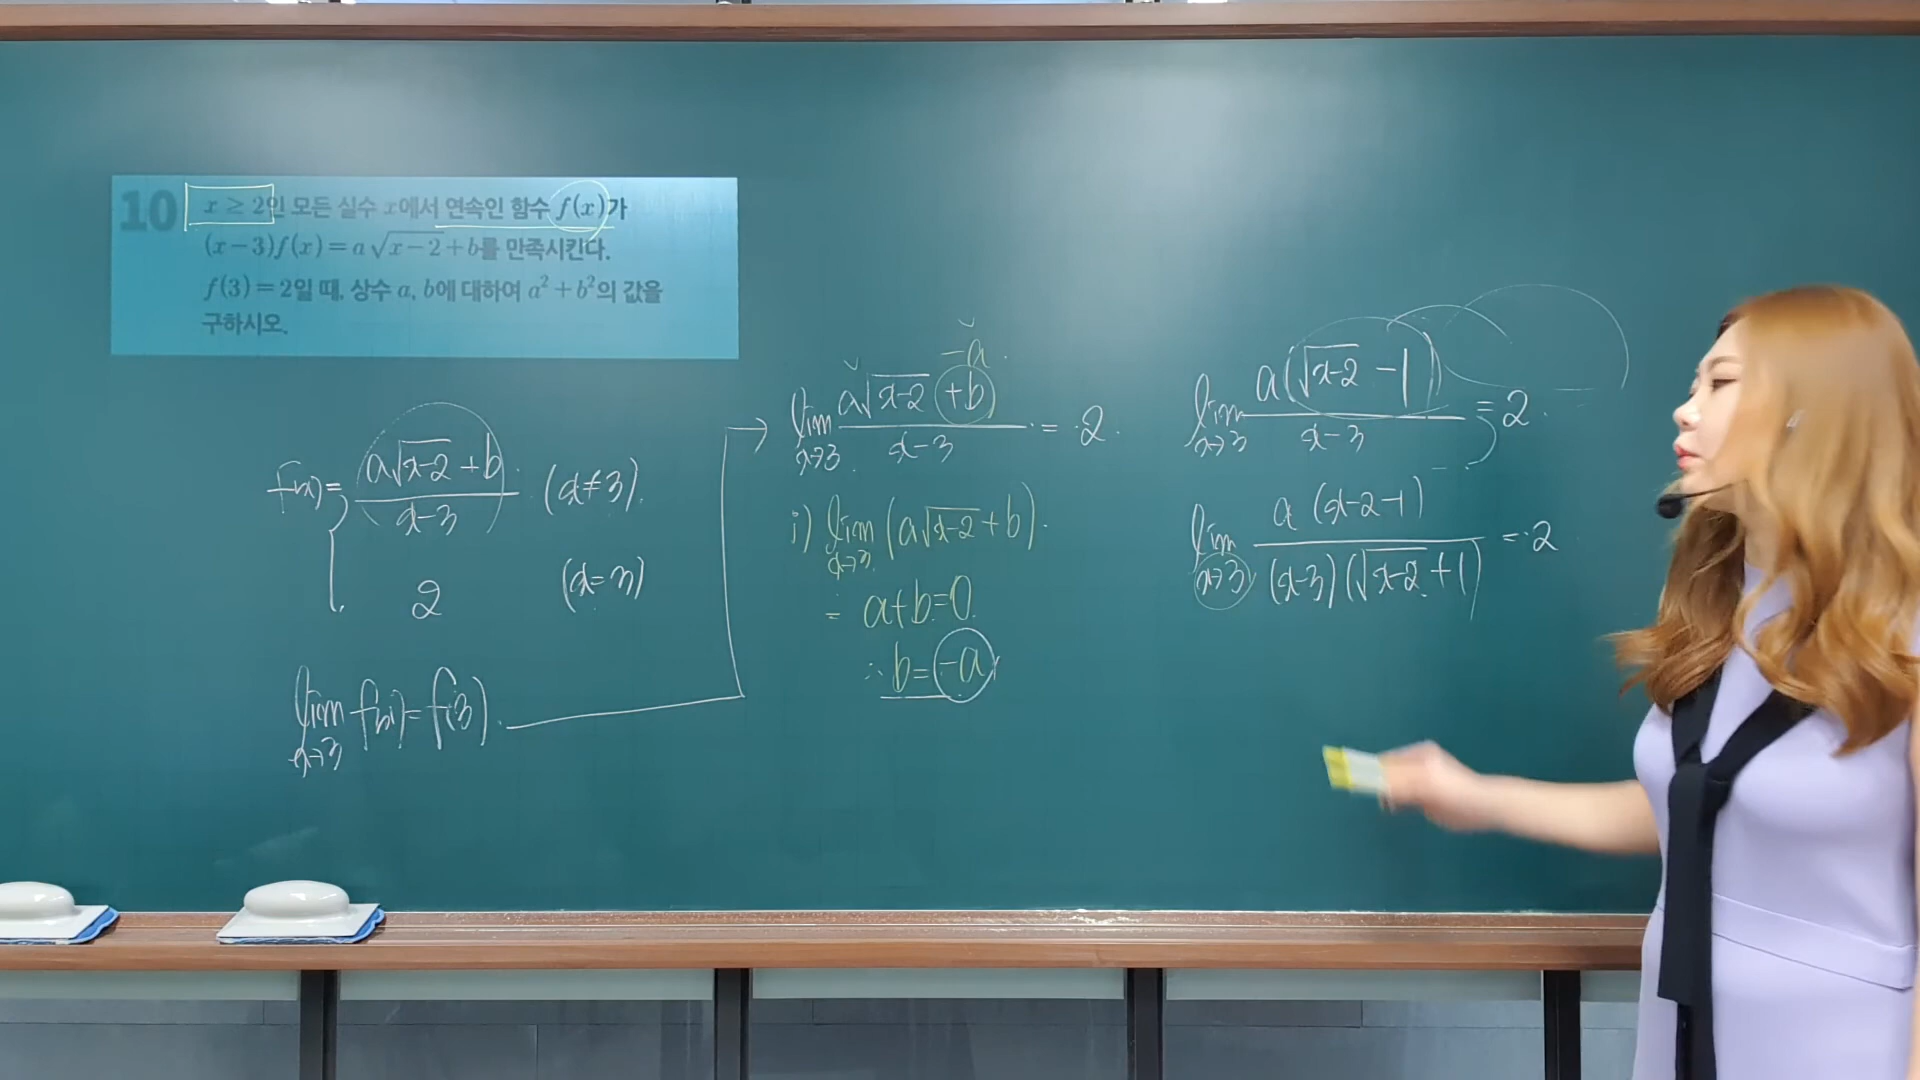 10 x ≥ 2인 모든 실수 x에서 연속인 함수 f(x)가
(x-3)f(x) = a√(x-2) + b를 만족시킨다.
f(3) = 2일 때, 상수 a, b에 대하여 a² + b²의 값을
구하시오.
f(x) = { (a√(x-2) + b)/(x-3) (x≠3).
2 (x=3)
lim x→3 f(x) = f(3).
-a.
lim x→3 (a√(x-2) + b)/(x-3) = 2.
i) lim x→3 (a√(x-2) + b).
= a+b=0.
∴ b = -a
lim x→3 a(√(x-2) - 1)/(x-3) = 2.
lim x→3 a(x-2-1)/((x-3)(√(x-2) + 1)) = 2